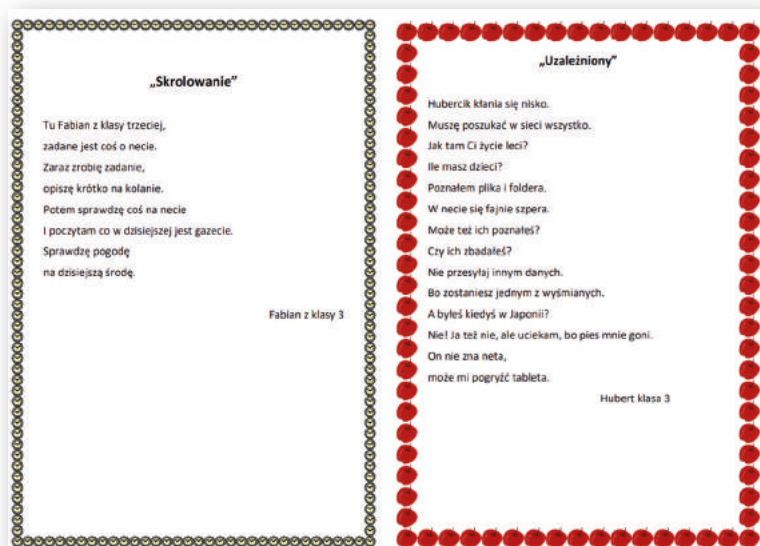 „Skrolowanie”
Tu Fabian z klasy trzeciej,
zadane jest coś o necie.
Zaraz zrobię zadanie,
opiszę krótko na kolanie.
Potem sprawdzę coś na necie
I poczytam co w dzisiejszej jest gazecie.
Sprawdzę pogodę
na dzisiejszą środę.
Fabian z klasy 3
„Uzależniony”
Hubercik kłania się nisko.
Muszę poszukać w sieci wszystko.
Jak tam Ci życie leci?
Ile masz dzieci?
Poznałem plika i foldera.
W necie się fajnie szpera.
Może też ich poznałeś?
Czy ich zbadałeś?
Nie przesyłaj innym danych.
Bo zostaniesz jednym z wyśmianych.
A byłeś kiedyś w Japonii?
Nie! Ja też nie, ale uciekam, bo pies mnie goni.
On nie zna neta,
może mi pogryźć tableta.
Hubert klasa 3